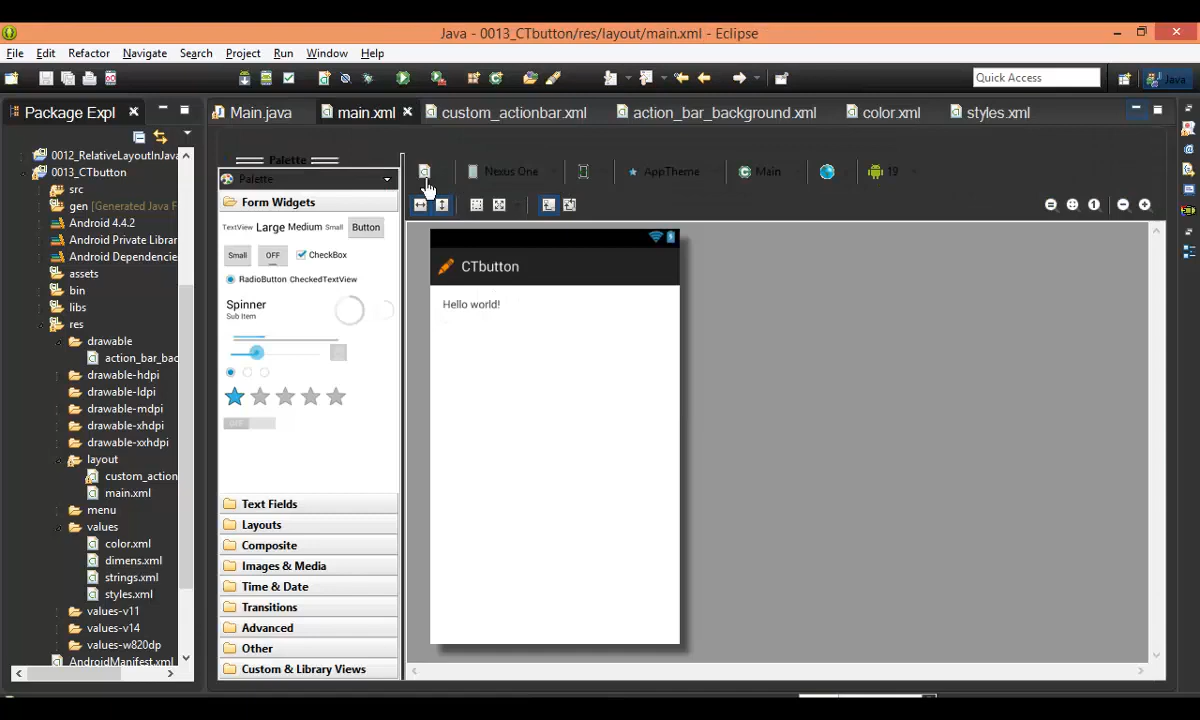 Java - 0013_CTbutton/res/layout/main.xml - Eclipse
File Edit Refactor Navigate Search Project Run Window Help
Quick Access
Java
Package Expl
Main.java
main.xml
custom_actionbar.xml
action_bar_background.xml
color.xml
styles.xml
0012_RelativeLayoutInJava
0013_CTbutton
src
gen [Generated Java F
Android 4.4.2
Android Private Librar
Android Dependencie
assets
bin
libs
res
drawable
action_bar_bac
drawable-hdpi
drawable-ldpi
drawable-mdpi
drawable-xhdpi
drawable-xxhdpi
layout
custom_action
main.xml
menu
values
color.xml
dimens.xml
strings.xml
styles.xml
values-v11
values-v14
values-w820dp
AndroidManifest.xml
Palette
Palette
Form Widgets
TextView Large Medium Small Button
Small OFF CheckBox
RadioButton CheckedTextView
Spinner
Sub Item
OFF
Text Fields
Layouts
Composite
Images & Media
Time & Date
Transitions
Advanced
Other
Custom & Library Views
Nexus One
AppTheme
Main
19
CTbutton
Hello world!